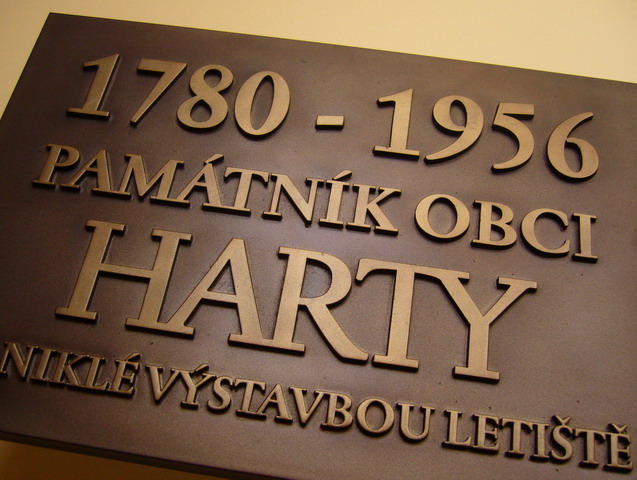 1780 - 1956
PAMÁTNÍK OBCI
HARTY
NIKLÉ VÝSTAVBOU LETIŠTĚ